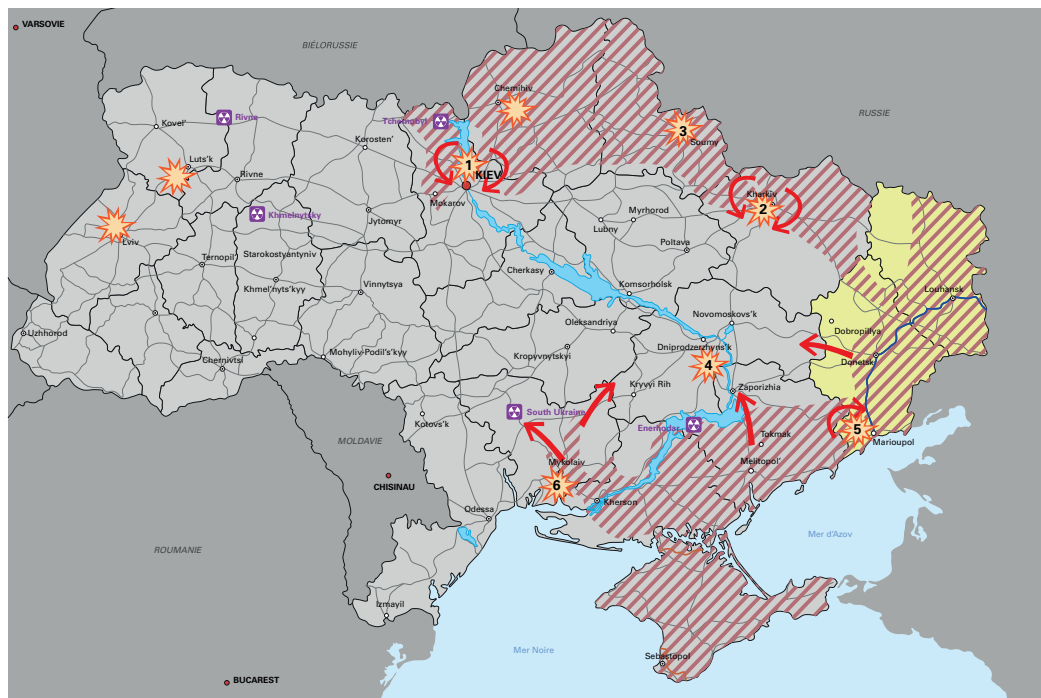 VARSOVIE
BIÉLORUSSIE
RUSSIE
Chernihiv
Tchernobyl
Rivne
Kovel'
Korosten'
3
Soumy
Luts'k
Rivne
1
KIEV
Kharkiv
2
Mokarov
Khmelnytsky
Jytomyr
Myrhorod
Lubny
Lviv
Poltava
Ternopil'
Starokostyantyniv
Cherkasy
Khmel'nyts'kyy
Vinnytsya
Komsorhoisk
Louhansk
Novomoskovs'k
Oleksandriya
Uzhhorod
Dobropillya
Dniprodzerzhyns'k
Mohyliv-Podil's'kyy
Kropyvnytskyi
Chernivtsi
Donetsk
4
Kryvyi Rih
Zaporizhia
South Ukraine
Kotovs'k
Enerhodar
5
Tokmak
Marioupol
MOLDAVIE
Mykolaiv
Melitopol'
CHISINAU
6
Kherson
Odessa
Mer d'Azov
ROUMANIE
Izmayil
Mer Noire
Sebastopol
BUCAREST